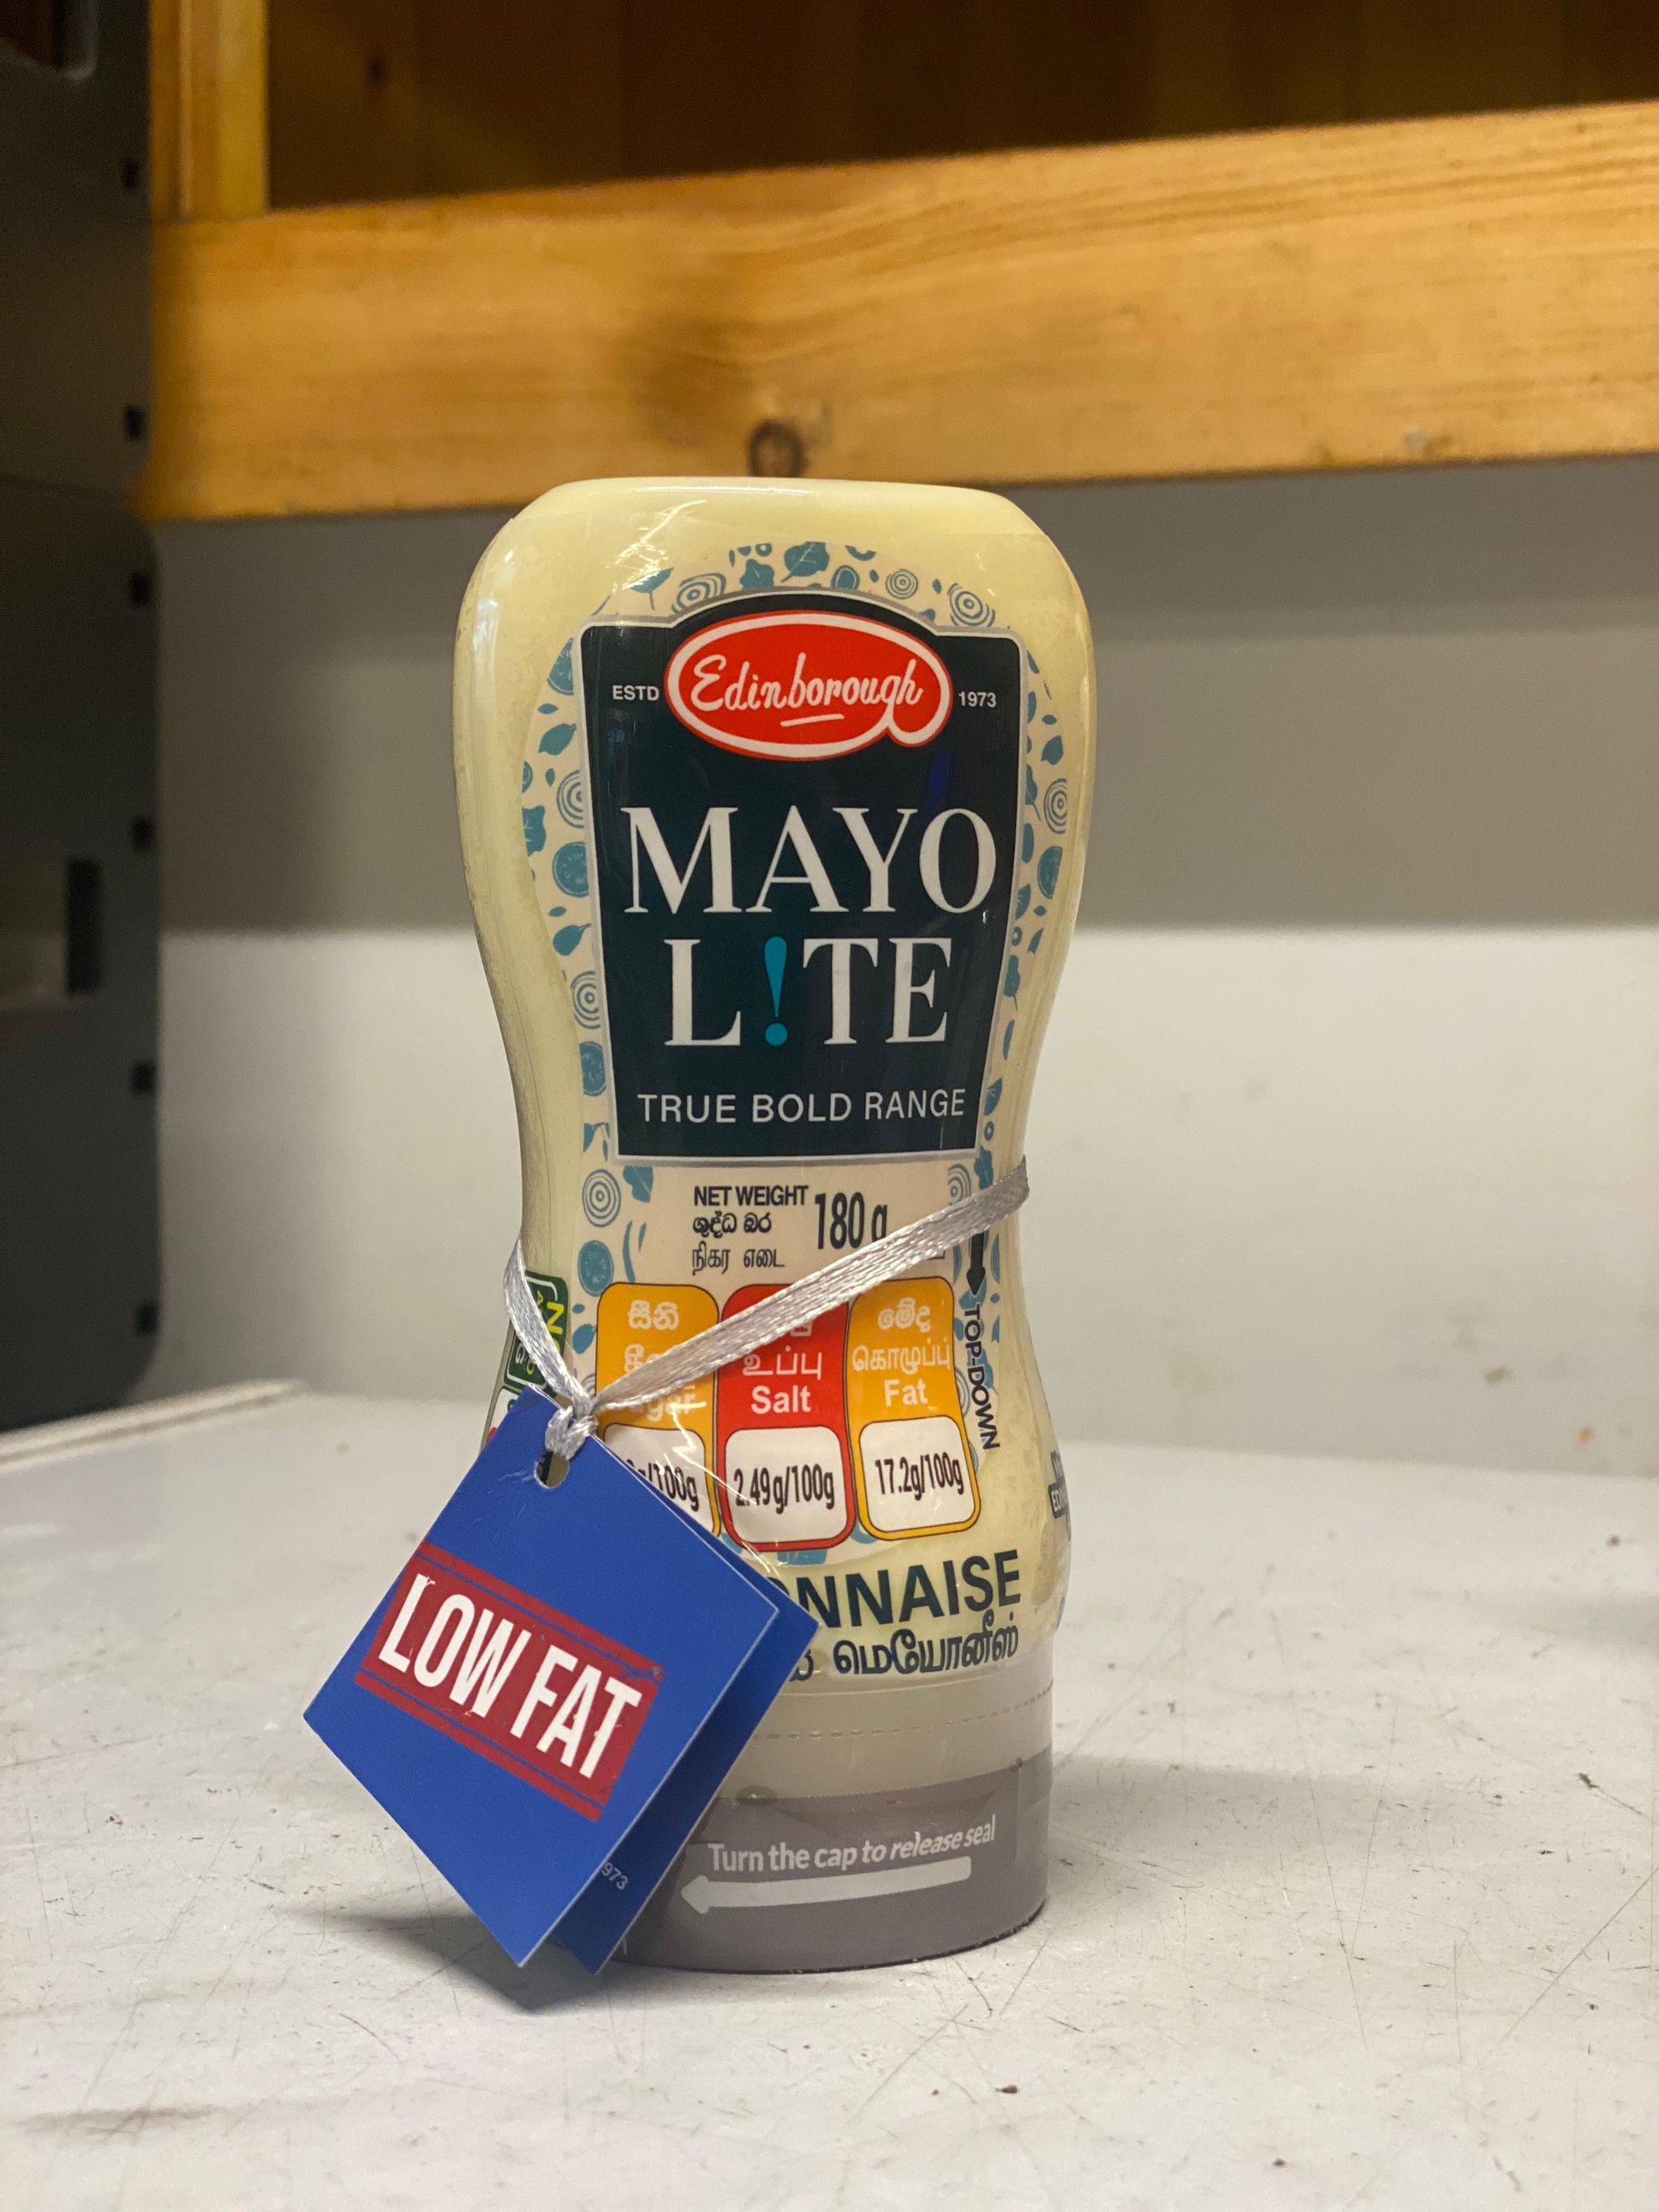 ESTD Edinborough 1973
MAYO
L!TE
TRUE BOLD RANGE
NET WEIGHT 180 g
ශුද්ධ බර
நிகர எடை
සීනි
உப்பு
Salt
2.49g/100g
මේද
கொழுப்பு
Fat
17.2g/100g
TOP-DOWN
NNAISE
மெயோனீஸ்
LOW FAT
Turn the cap to release seal